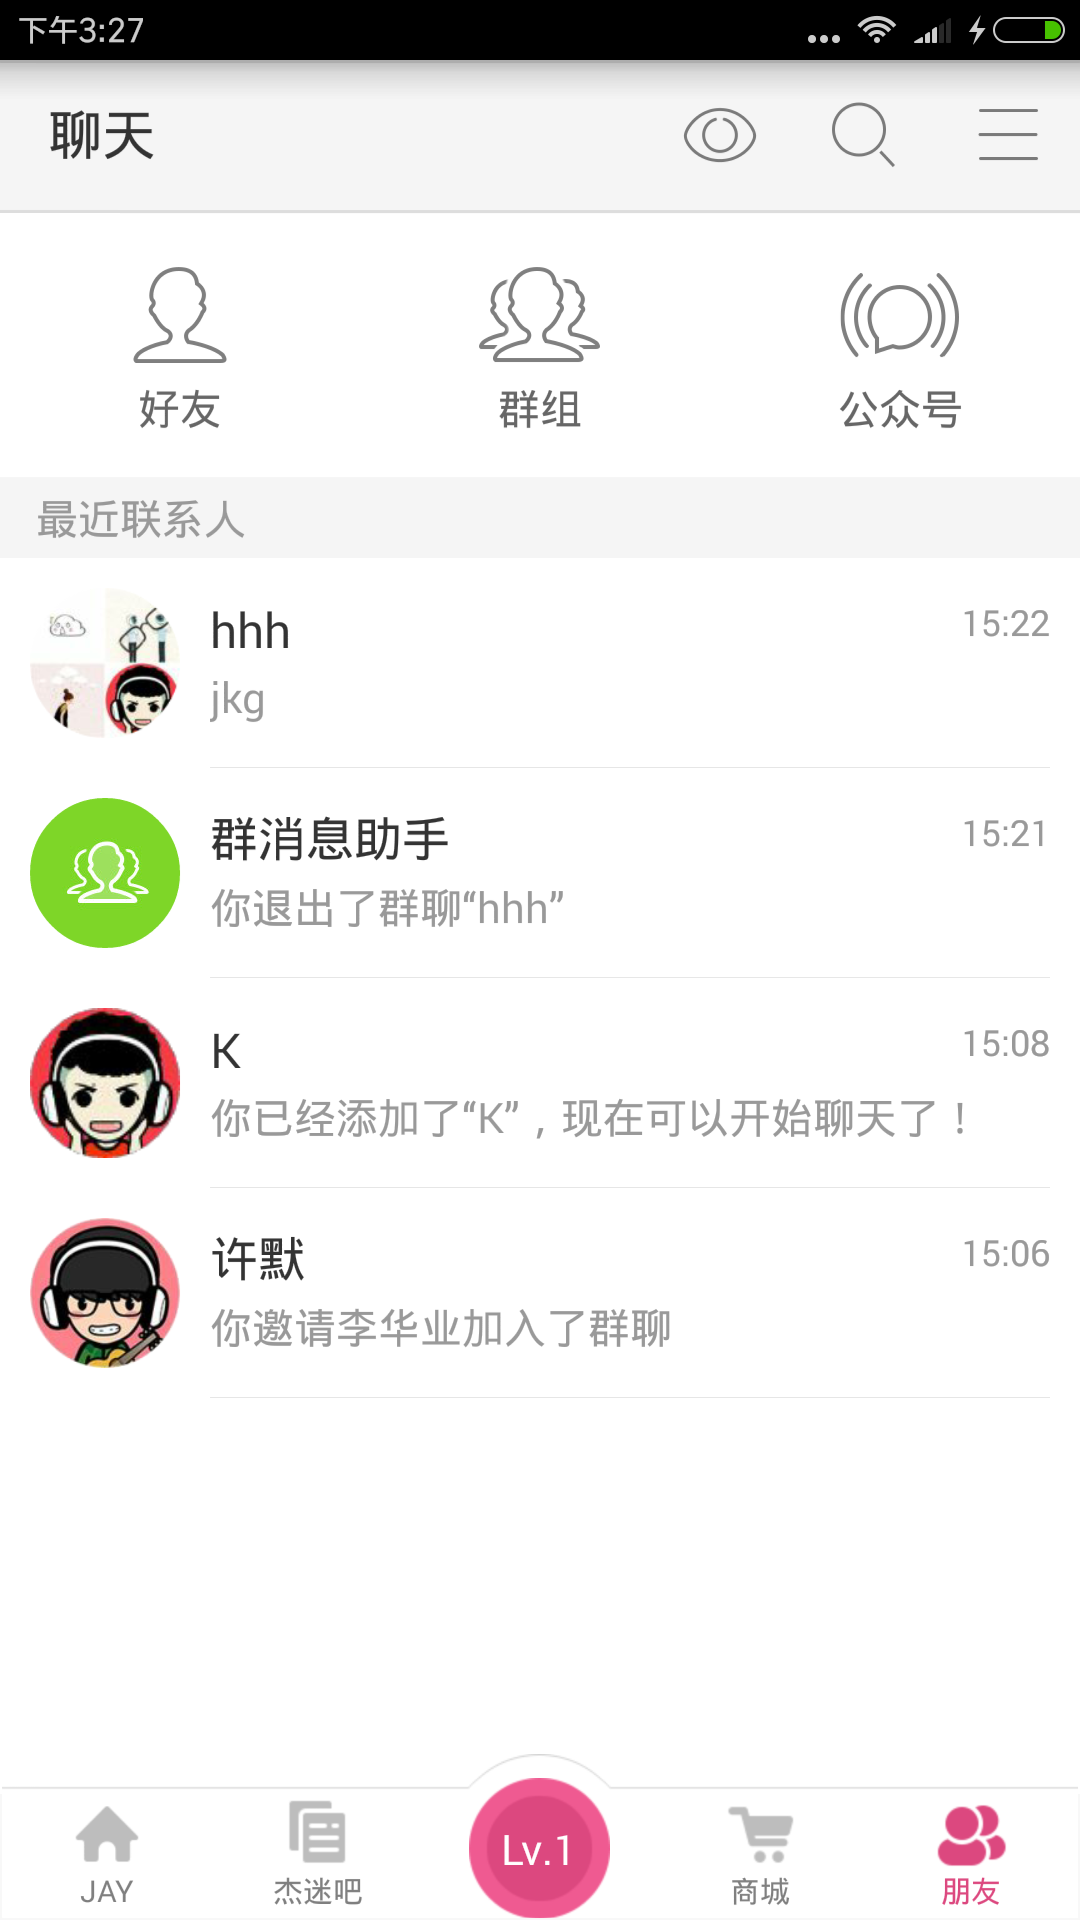 下午3:27
聊天
好友 群组 公众号
最近联系人
hhh 15:22
jkg
群消息助手 15:21
你退出了群聊“hhh”
K 15:08
你已经添加了“K”，现在可以开始聊天了！
许默 15:06
你邀请李华业加入了群聊
Lv.1
JAY 杰迷吧 商城 朋友